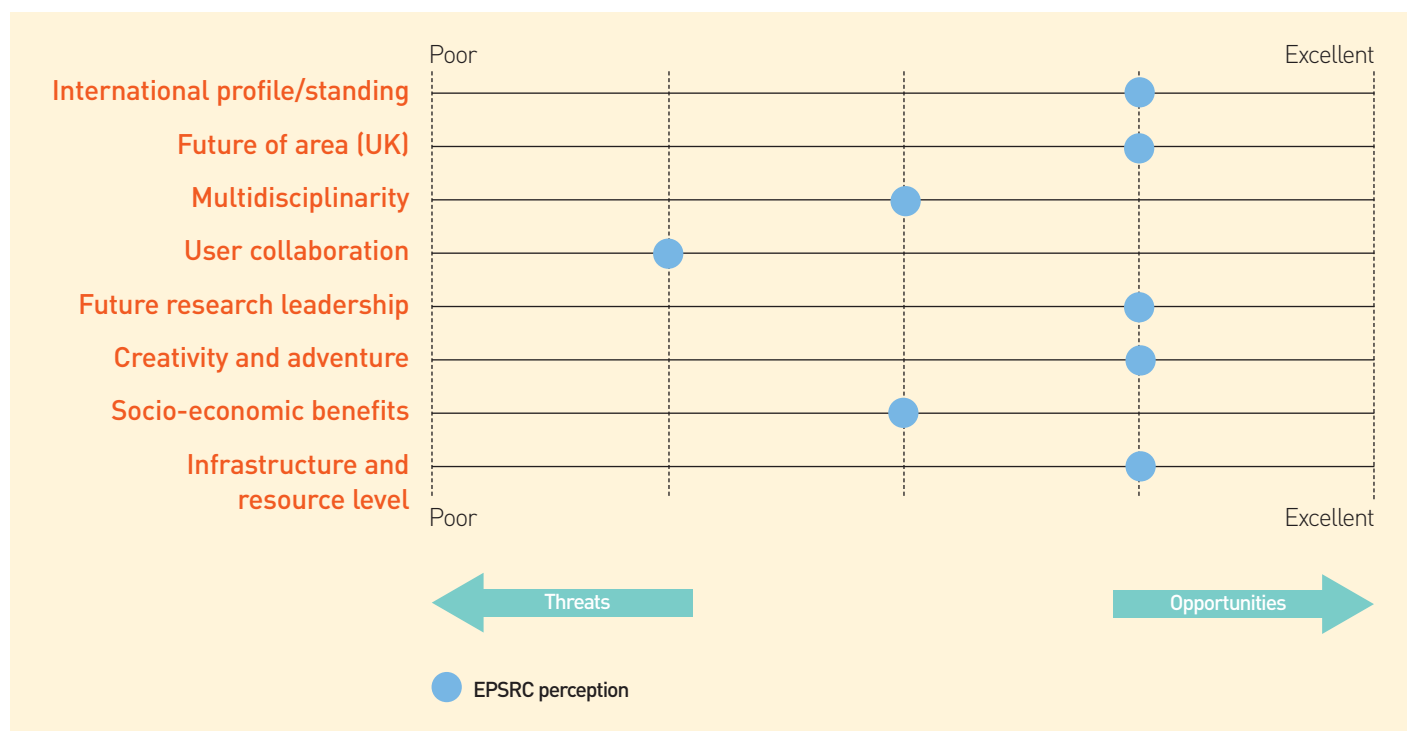 Poor Excellent
International profile/standing
Future of area (UK)
Multidisciplinarity
User collaboration
Future research leadership
Creativity and adventure
Socio-economic benefits
Infrastructure and
resource level
Poor Excellent
Threats Opportunities
EPSRC perception